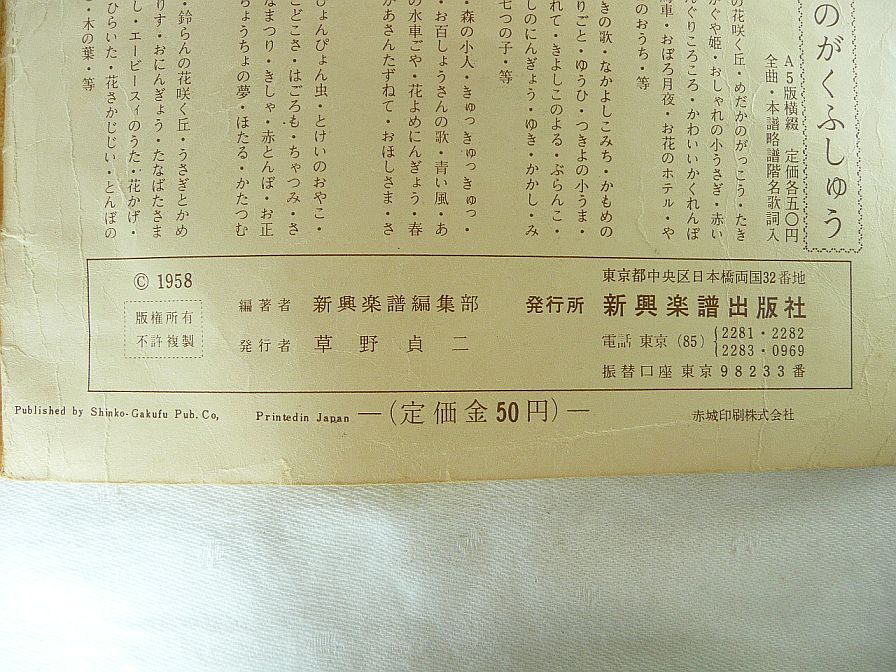 のがくふしゅう
A5版横綴 定価各五〇円
全曲・本譜略譜階名歌詞入
の花咲く丘・めだかのがっこう・たき
ぐや姫・おしゃれの小うさぎ・赤い
んぐりころころ・かわいいかくれんぼ
馬車・おぼろ月夜・お花のホテル・や
のおうち・等
きの歌・なかよしこみち・かもめの
りごと・ゆうひ・つきよの小うま・
れて・きよしこのよる・ぶらんこ・
しのにんぎょう・ゆき・かかし・み
七つの子・等
・森の小人・きゅっきゅっきゅっ・
・お百しょうさんの歌・青い風・あ
の水車ごや・花よめにんぎょう・春
かあさんたずねて・おほしさま・さ
ぴょんぴょん虫・とけいのおやこ・
どこさ・はごろも・ちゃつみ・さ
なまつり・きしゃ・赤とんぼ・お正
ちょうちょの夢・ほたる・かたつむ
・鈴らんの花咲く丘・うさぎとかめ
りす・おにんぎょう・たなばたさま
し・エービースィのうた・花かげ・
ひらいた・花さかじじい・とんぼの
・木の葉・等
© 1958
版権所有
不許複製
編著者 新興楽譜編集部
発行者 草野貞二
東京都中央区日本橋両国32番地
発行所 新興楽譜出版社
電話 東京 (85) 2281・2282
2283・0969
振替口座 東京98233番
Published by Shinko-Gakufu Pub. Co, Printedin Japan —(定価金50円)— 赤城印刷株式会社